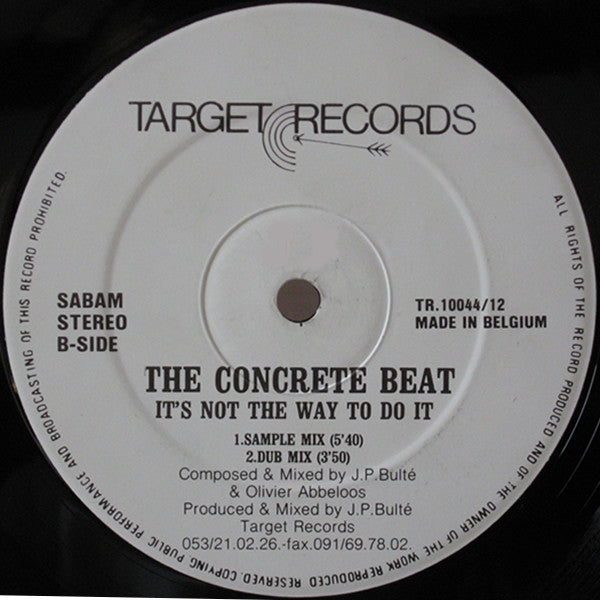 TARGET RECORDS
SABAM
STEREO
B-SIDE
TR.10044/12
MADE IN BELGIUM
THE CONCRETE BEAT
IT'S NOT THE WAY TO DO IT
1.SAMPLE MIX (5'40)
2.DUB MIX (3'50)
Composed & Mixed by J.P.Bulté
& Olivier Abbeloos
Produced & Mixed by J.P.Bulté
Target Records
053/21.02.26.-fax.091/69.78.02.
ALL RIGHTS OF THE RECORD PRODUCED AND OF THE OWNER OF THE WORK REPRODUCED RESERVED. COPYING, PUBLIC PERFORMANCE AND BROADCASTING OF THIS RECORD PROHIBITED.